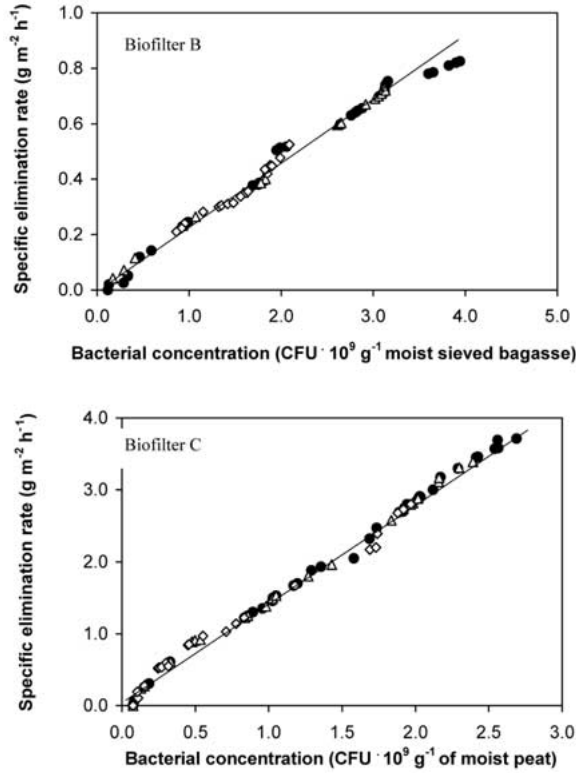 Biofilter B
Specific elimination rate (g m⁻² h⁻¹)
1.0
0.8
0.6
0.4
0.2
0.0
0.0 1.0 2.0 3.0 4.0 5.0
Bacterial concentration (CFU · 10⁹ g⁻¹ moist sieved bagasse)
Biofilter C
Specific elimination rate (g m⁻² h⁻¹)
4.0
3.0
2.0
1.0
0.0
0.0 0.5 1.0 1.5 2.0 2.5 3.0
Bacterial concentration (CFU · 10⁹ g⁻¹ of moist peat)